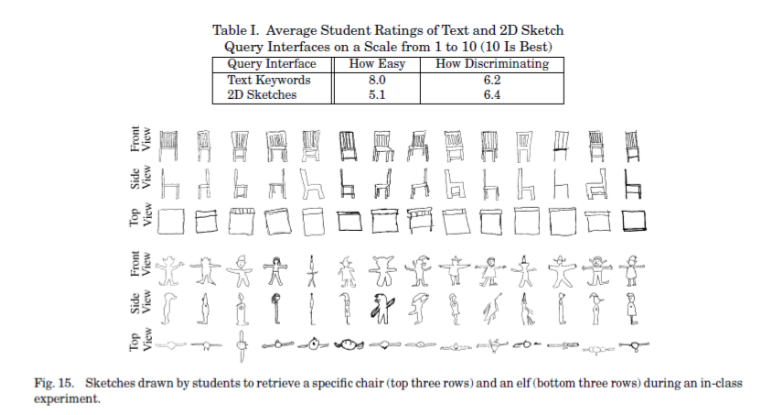 Table I. Average Student Ratings of Text and 2D Sketch
Query Interfaces on a Scale from 1 to 10 (10 Is Best)
Query Interface How Easy How Discriminating
Text Keywords 8.0 6.2
2D Sketches 5.1 6.4
Front View
Side View
Top View
Front View
Side View
Top View
Fig. 15. Sketches drawn by students to retrieve a specific chair (top three rows) and an elf (bottom three rows) during an in-class
experiment.